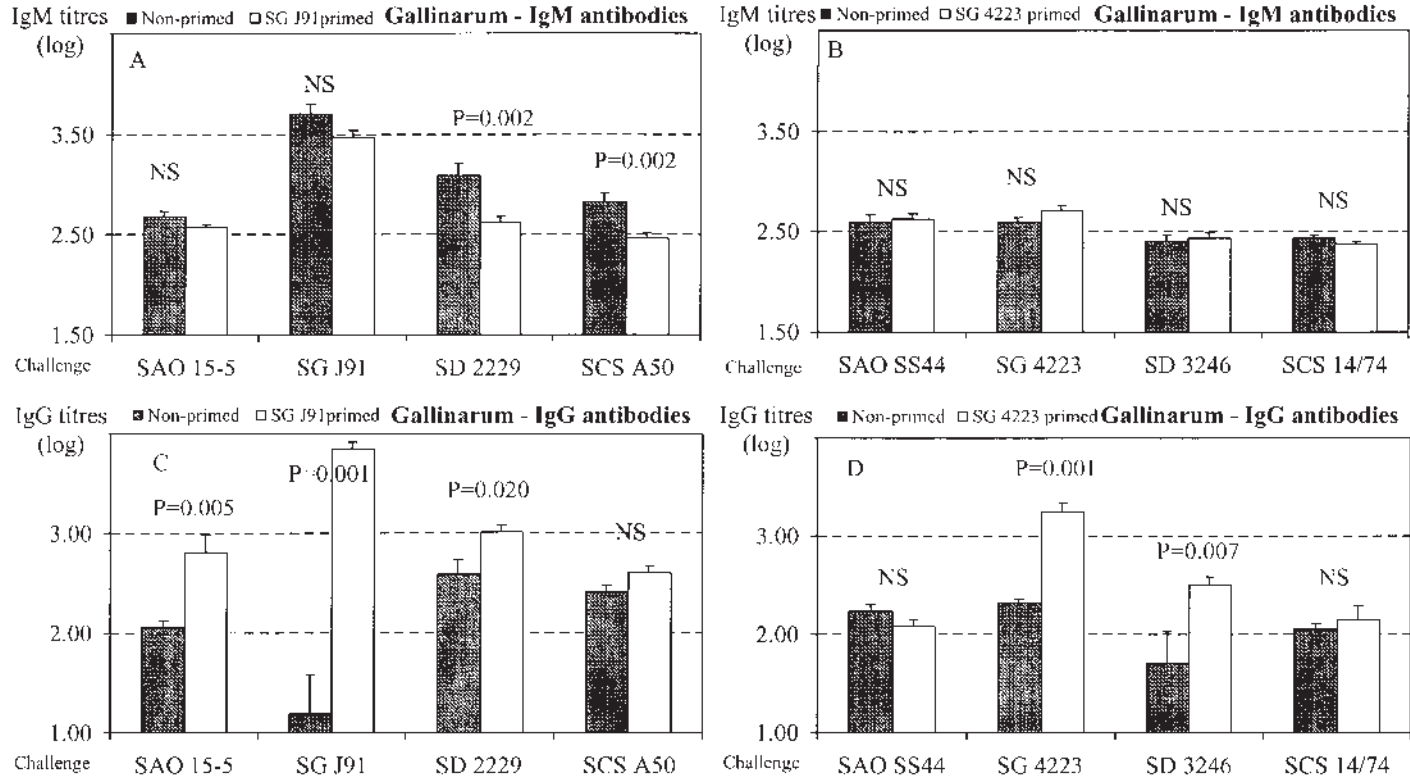 IgM titres ■ Non-primed □ SG J91primed Gallinarum - IgM antibodies
(log)
A
NS
3.50
P=0.002
NS
P=0.002
2.50
1.50
Challenge SAO 15-5 SG J91 SD 2229 SCS A50
IgM titres ■ Non-primed □ SG 4223 primed Gallinarum - IgM antibodies
(log)
B
3.50
NS NS NS NS
2.50
1.50
Challenge SAO SS44 SG 4223 SD 3246 SCS 14/74
IgG titres ■ Non-primed □ SG J91primed Gallinarum - IgG antibodies
(log)
C
P=0.001
P=0.020
P=0.005
3.00
NS
2.00
1.00
Challenge SAO 15-5 SG J91 SD 2229 SCS A50
IgG titres ■ Non-primed □ SG 4223 primed Gallinarum - IgG antibodies
(log)
D
P=0.001
3.00
P=0.007
NS NS
2.00
1.00
Challenge SAO SS44 SG 4223 SD 3246 SCS 14/74